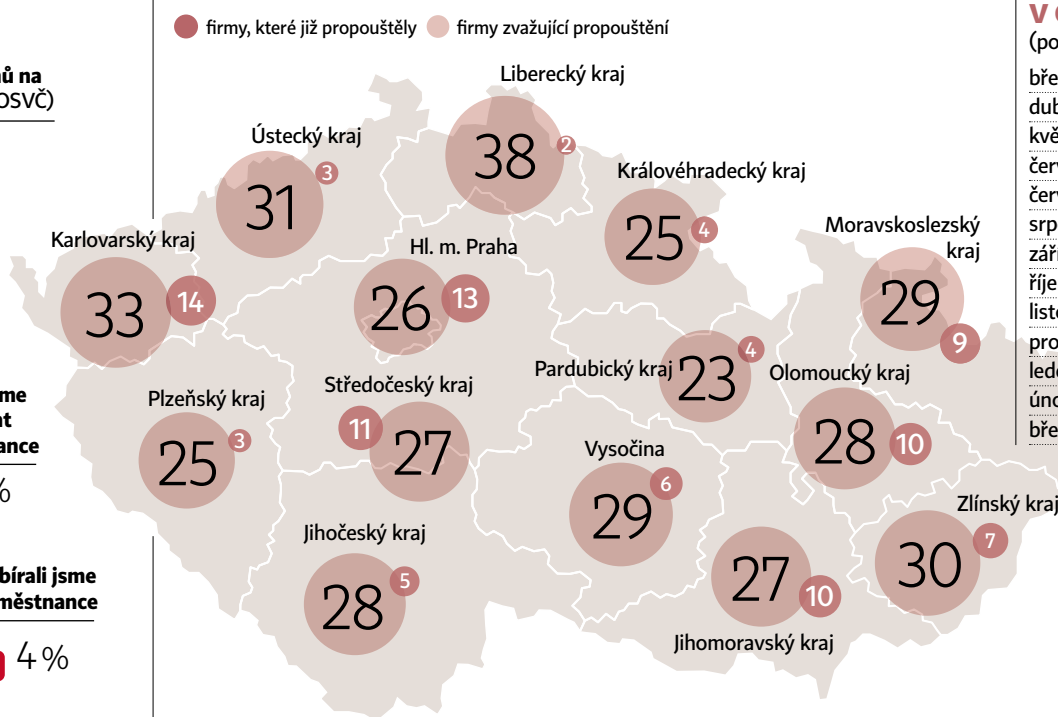 firmy, které již propouštěly
firmy zvažující propouštění
Liberecký kraj
38
2
Ústecký kraj
31
3
Královéhradecký kraj
25
4
Karlovarský kraj
33
14
Hl. m. Praha
26
13
Moravskoslezský
kraj
29
9
Pardubický kraj
23
4
Plzeňský kraj
25
3
Středočeský kraj
11
27
Olomoucký kraj
28
10
Vysočina
29
6
Zlínský kraj
30
7
Jihočeský kraj
28
5
27
10
Jihomoravský kraj
ů na
OSVČ)
%
4 %
(po